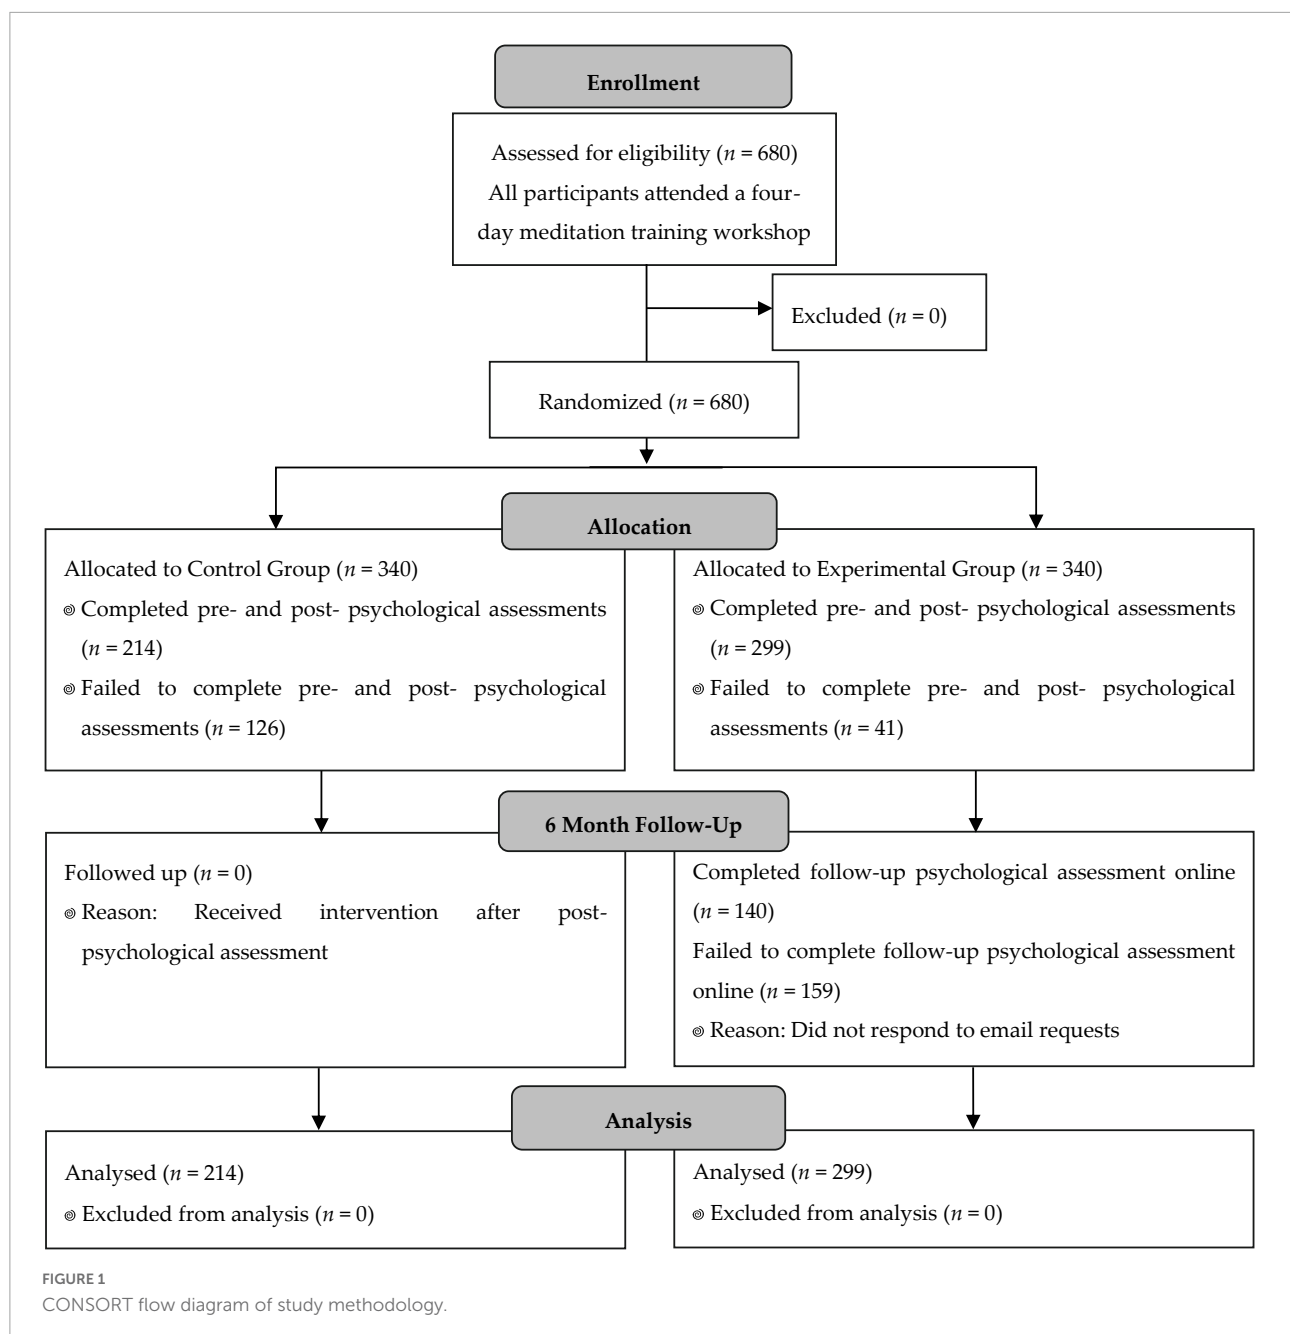 Enrollment
Assessed for eligibility (n = 680)
All participants attended a four-
day meditation training workshop
Excluded (n = 0)
Randomized (n = 680)
Allocation
Allocated to Control Group (n = 340)
Completed pre- and post- psychological assessments
(n = 214)
Failed to complete pre- and post- psychological
assessments (n = 126)
Allocated to Experimental Group (n = 340)
Completed pre- and post- psychological assessments
(n = 299)
Failed to complete pre- and post- psychological
assessments (n = 41)
6 Month Follow-Up
Followed up (n = 0)
Reason: Received intervention after post-
psychological assessment
Completed follow-up psychological assessment online
(n = 140)
Failed to complete follow-up psychological assessment
online (n = 159)
Reason: Did not respond to email requests
Analysis
Analysed (n = 214)
Excluded from analysis (n = 0)
Analysed (n = 299)
Excluded from analysis (n = 0)
FIGURE 1
CONSORT flow diagram of study methodology.